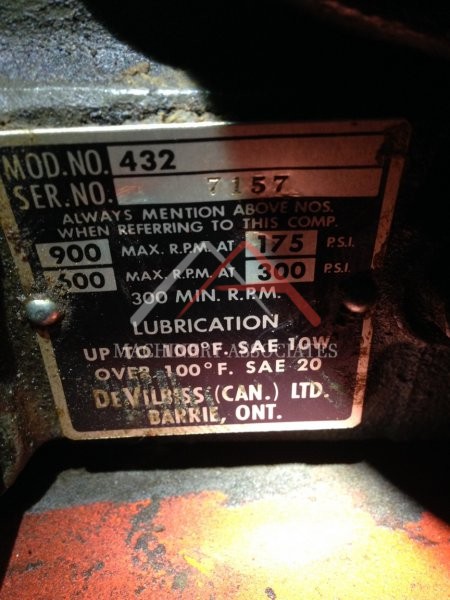 MOD.NO. 432
SER.NO. 7157
ALWAYS MENTION ABOVE NOS.
WHEN REFERRING TO THIS COMP.
900 MAX. R.P.M. AT 175 P.S.I.
600 MAX. R.P.M. AT 300 P.S.I.
300 MIN. R.P.M.
LUBRICATION
UP TO 100°F. SAE 10W
MACHINERY ASSOCIATES
OVER 100°F. SAE 20
DEVILBISS (CAN.) LTD.
BARRIE, ONT.